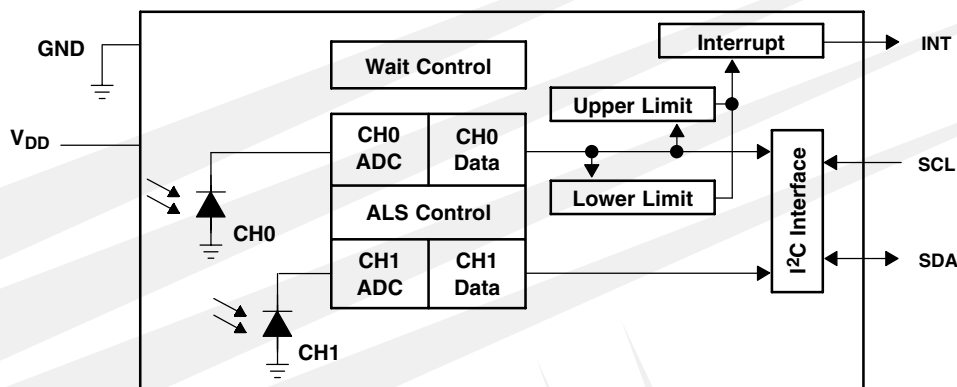 GND
Interrupt
INT
Wait Control
Upper Limit
VDD
CH0
ADC
CH0
Data
SCL
Lower Limit
ALS Control
I²C Interface
CH0
CH1
ADC
CH1
Data
SDA
CH1